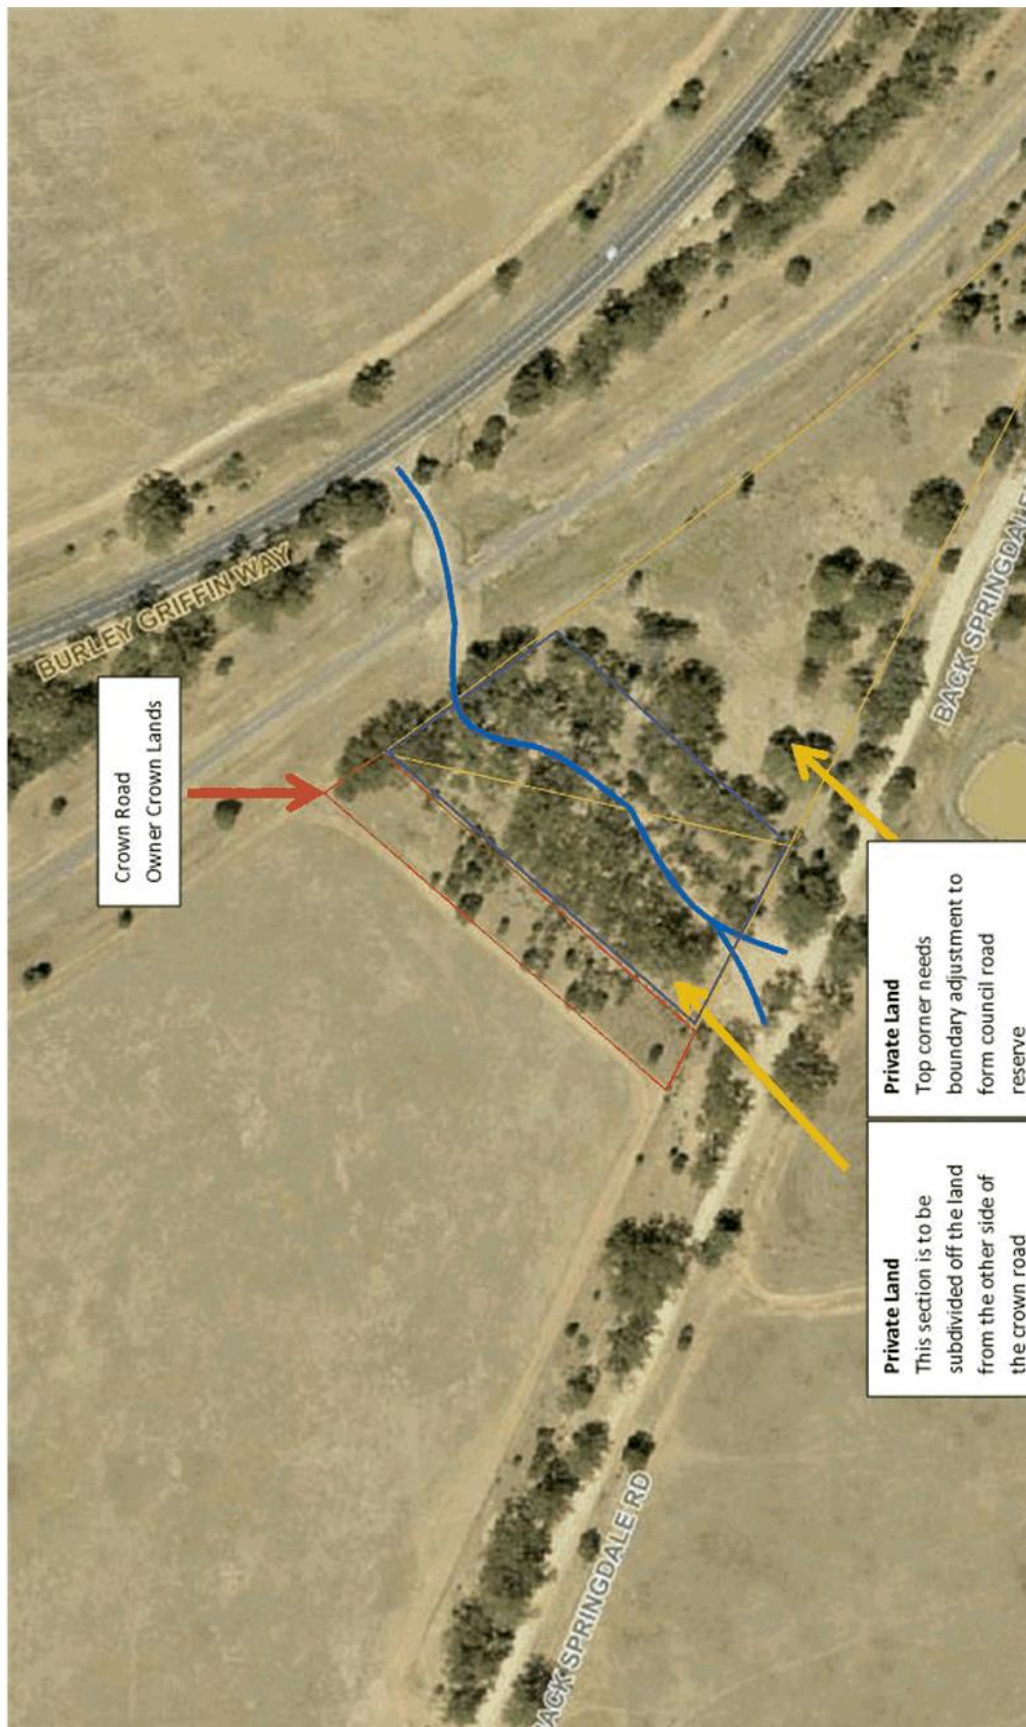 BURLEY GRIFFIN WAY
Crown Road
Owner Crown Lands
BACK SPRINGDALE
Private Land
Top corner needs
boundary adjustment to
form council road
reserve
Private Land
This section is to be
subdivided off the land
from the other side of
the crown road
BACK SPRINGDALE RD